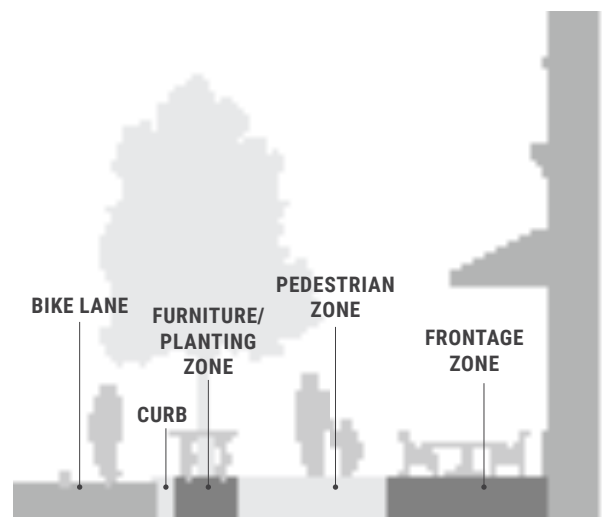 BIKE LANE
FURNITURE/
PLANTING
ZONE
CURB
PEDESTRIAN
ZONE
FRONTAGE
ZONE